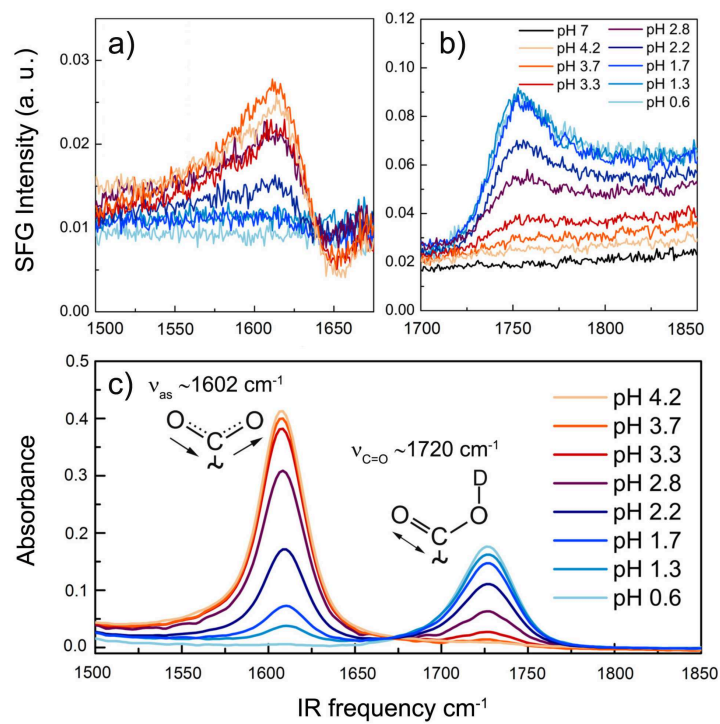 a)
SFG Intensity (a. u.)
0.03
0.02
0.01
0.00
1500 1550 1600 1650
b)
0.12
0.10
0.08
0.06
0.04
0.02
0.00
1700 1750 1800 1850
pH 7
pH 4.2
pH 3.7
pH 3.3
pH 2.8
pH 2.2
pH 1.7
pH 1.3
pH 0.6
c)
Absorbance
0.5
0.4
0.3
0.2
0.1
0.0
νas ~1602 cm-1
O C O
νC=O ~1720 cm-1
D
O O
C
pH 4.2
pH 3.7
pH 3.3
pH 2.8
pH 2.2
pH 1.7
pH 1.3
pH 0.6
1500 1550 1600 1650 1700 1750 1800 1850
IR frequency cm-1